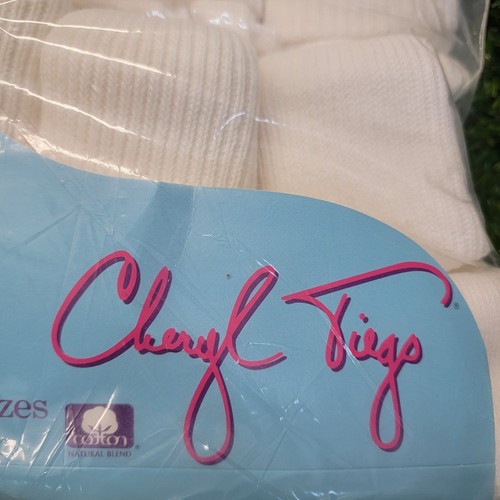 Cheryl Tiegs®
zes
cotton®
NATURAL BLEND